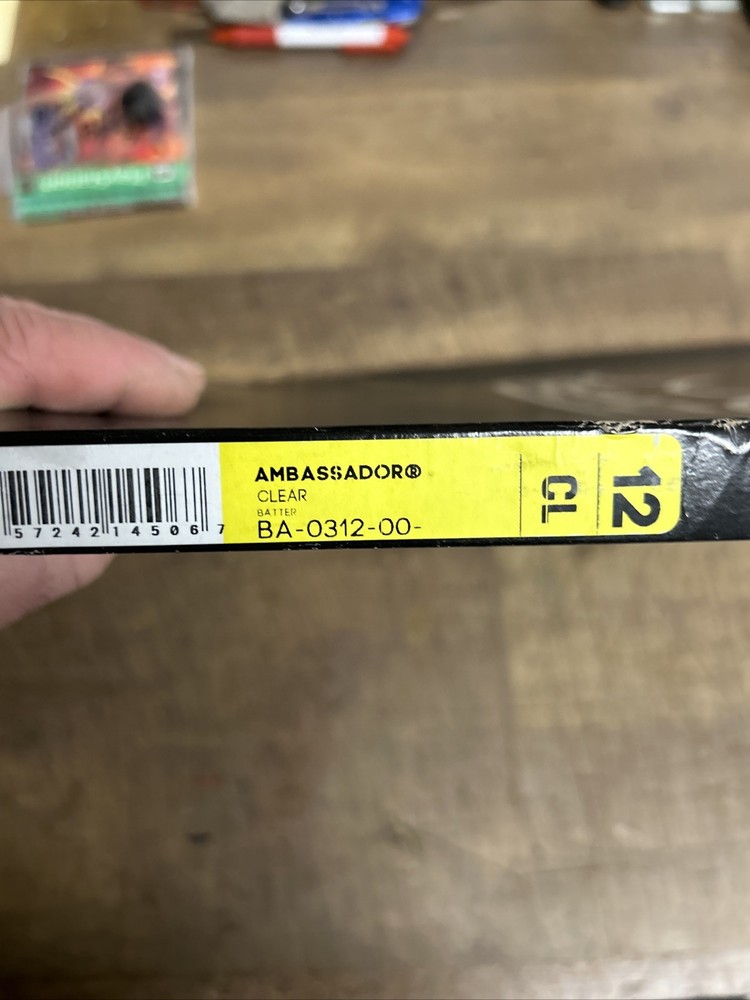 AMBASSADOR®
CLEAR
BATTER
BA-0312-00-
CL
12
57242 14506 7